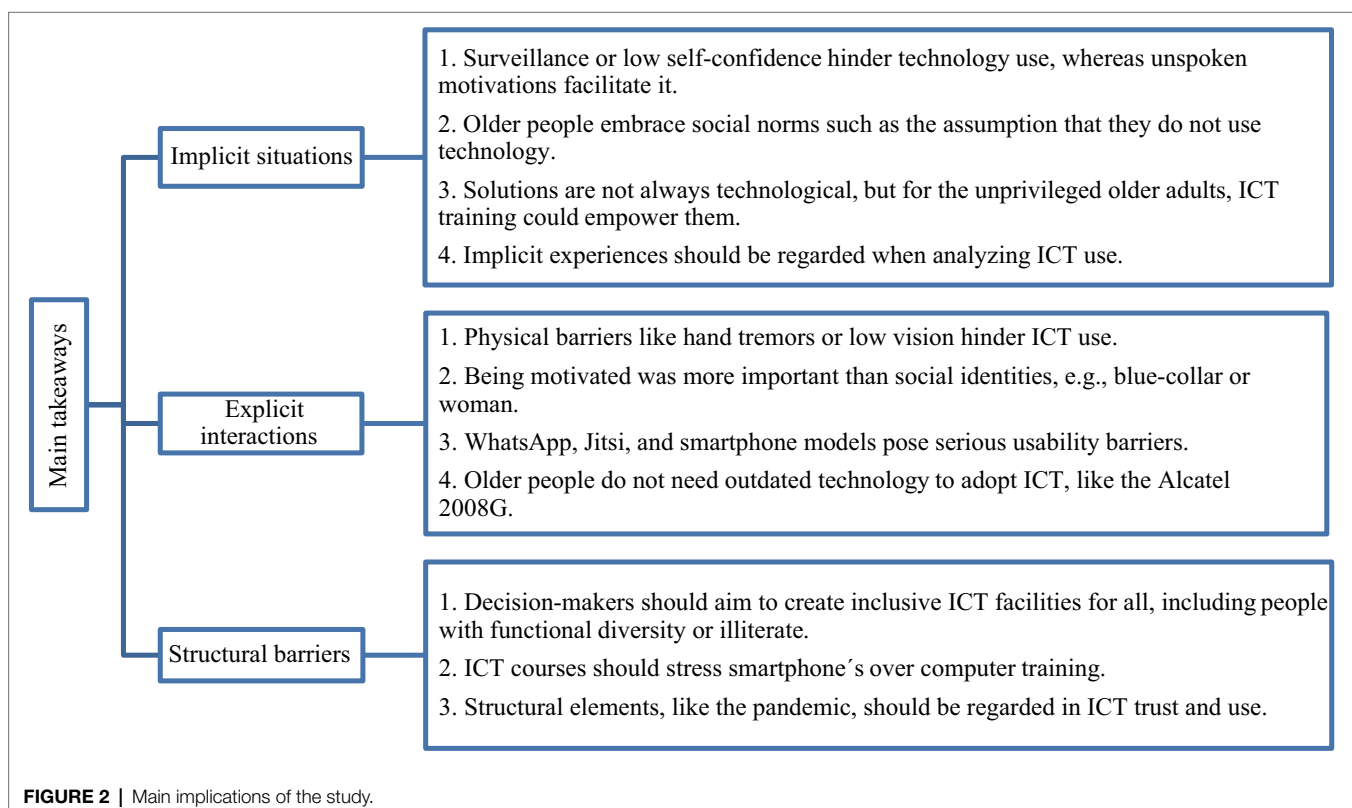 Main takeaways
Implicit situations
1. Surveillance or low self-confidence hinder technology use, whereas unspoken
motivations facilitate it.
2. Older people embrace social norms such as the assumption that they do not use
technology.
3. Solutions are not always technological, but for the unprivileged older adults, ICT
training could empower them.
4. Implicit experiences should be regarded when analyzing ICT use.
Explicit
interactions
1. Physical barriers like hand tremors or low vision hinder ICT use.
2. Being motivated was more important than social identities, e.g., blue-collar or
woman.
3. WhatsApp, Jitsi, and smartphone models pose serious usability barriers.
4. Older people do not need outdated technology to adopt ICT, like the Alcatel
2008G.
Structural barriers
1. Decision-makers should aim to create inclusive ICT facilities for all, including people
with functional diversity or illiterate.
2. ICT courses should stress smartphone´s over computer training.
3. Structural elements, like the pandemic, should be regarded in ICT trust and use.
FIGURE 2 | Main implications of the study.